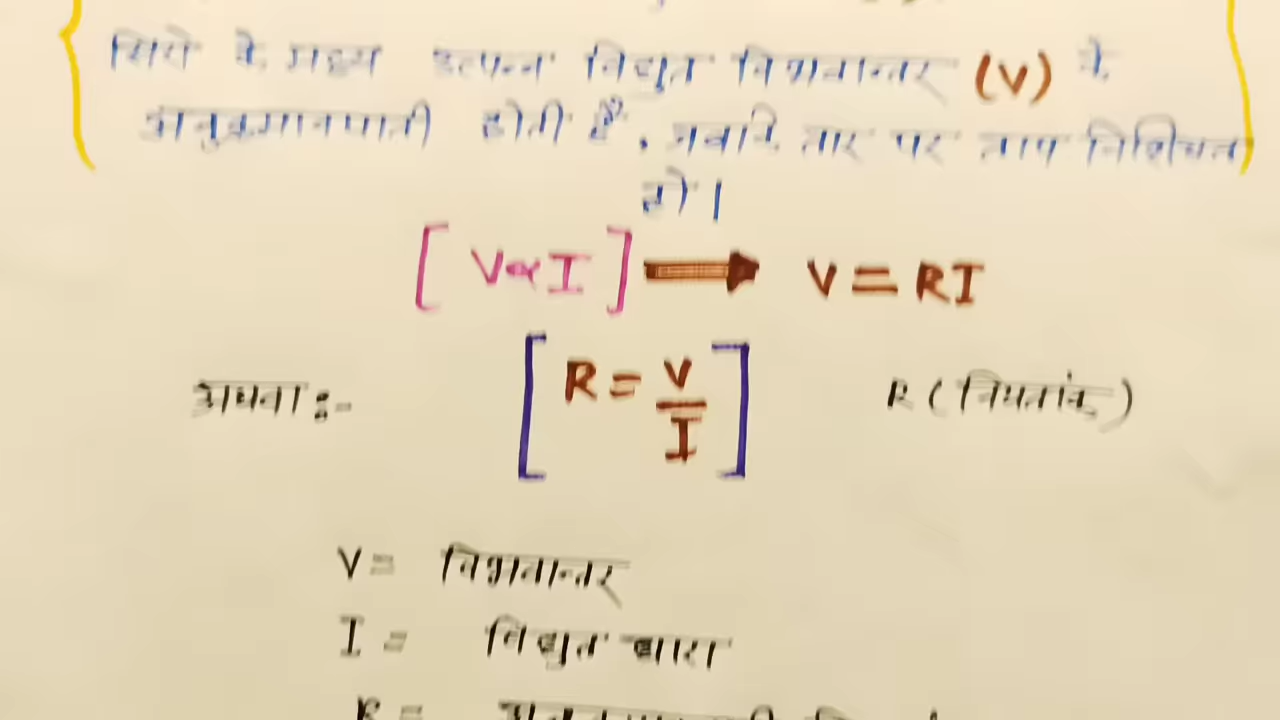 सिरो के मध्य उत्पन्न विद्युत विभवान्तर (V) के
अनुक्रमानुपाती होती है, जबकि तार पर ताप निश्चित
हो।
[ V∝I ] → V = RI
अथवा :- [ R = V/I ] R (नियतांक)
V = विभवान्तर
I = विद्युत धारा
R =